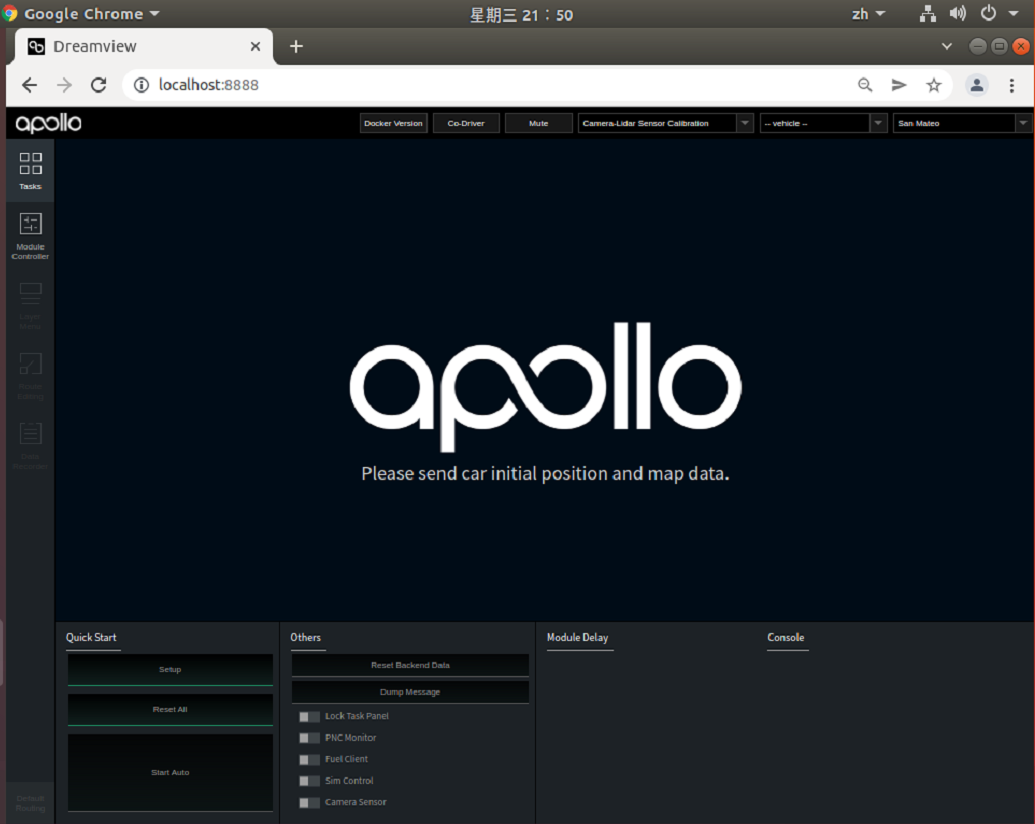 Google Chrome
星期三 21：50
zh
Dreamview
localhost:8888
apollo
Docker Version
Co-Driver
Mute
Camera-Lidar Sensor Calibration
-- vehicle --
San Mateo
Tasks
Module
Controller
Layer
Menu
Route
Editing
Data
Recorder
Default
Routing
apollo
Please send car initial position and map data.
Quick Start
Setup
Reset All
Start Auto
Others
Reset Backend Data
Dump Message
Lock Task Panel
PNC Monitor
Fuel Client
Sim Control
Camera Sensor
Module Delay
Console